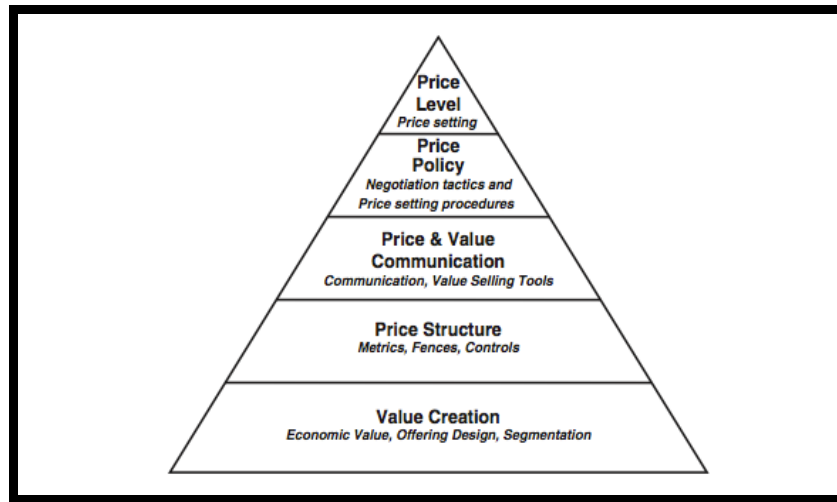 Price
Level
Price setting
Price
Policy
Negotiation tactics and
Price setting procedures
Price & Value
Communication
Communication, Value Selling Tools
Price Structure
Metrics, Fences, Controls
Value Creation
Economic Value, Offering Design, Segmentation